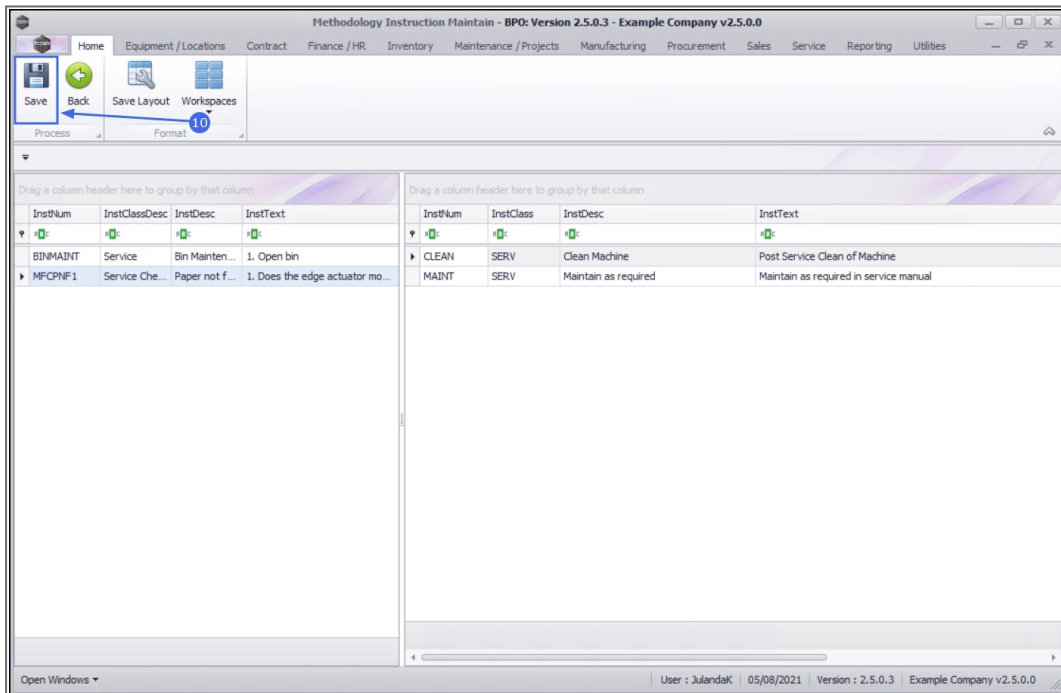 Methodology Instruction Maintain - BPO: Version 2.5.0.3 - Example Company v2.5.0.0
Home Equipment / Locations Contract Finance / HR Inventory Maintenance / Projects Manufacturing Procurement Sales Service Reporting Utilities
Save Back Save Layout Workspaces
10
Process Format
Drag a column header here to group by that column
Drag a column header here to group by that column
InstNum InstClassDesc InstDesc InstText
InstNum InstClass InstDesc InstText
BINMAINT Service Bin Mainten... 1. Open bin
CLEAN SERV Clean Machine Post Service Clean of Machine
MFCPNF1 Service Che... Paper not f... 1. Does the edge actuator mo...
MAINT SERV Maintain as required Maintain as required in service manual
Open Windows User : JulandaK 05/08/2021 Version : 2.5.0.3 Example Company v2.5.0.0